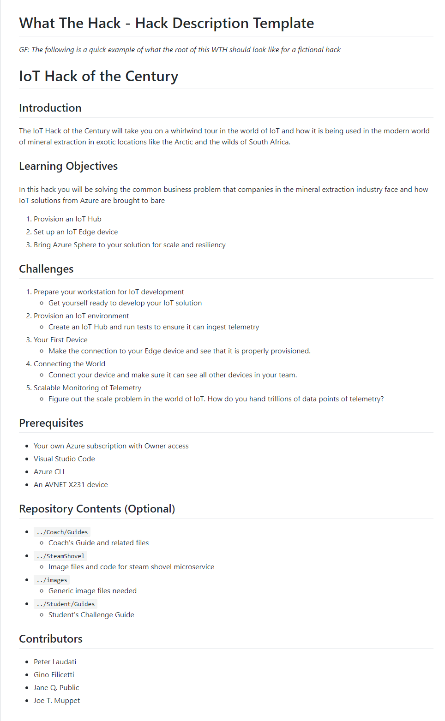 What The Hack - Hack Description Template
GF: The following is a quick example of what the root of this WTH should look like for a fictional hack
IoT Hack of the Century
Introduction
The IoT Hack of the Century will take you on a whirlwind tour in the world of IoT and how it is being used in the modern world
of mineral extraction in exotic locations like the Arctic and the wilds of South Africa.
Learning Objectives
In this hack you will be solving the common business problem that companies in the mineral extraction industry face and how
IoT solutions from Azure are brought to bare
1. Provision an IoT Hub
2. Set up an IoT Edge device
3. Bring Azure Sphere to your solution for scale and resiliency
Challenges
1. Prepare your workstation for IoT development
Get yourself ready to develop your IoT solution
2. Provision an IoT environment
Create an IoT Hub and run tests to ensure it can ingest telemetry
3. Your First Device
Make the connection to your Edge device and see that it is properly provisioned.
4. Connecting the World
Connect your device and make sure it can see all other devices in your team.
5. Scalable Monitoring of Telemetry
Figure out the scale problem in the world of IoT. How do you hand trillions of data points of telemetry?
Prerequisites
Your own Azure subscription with Owner access
Visual Studio Code
Azure CLI
An AVNET X231 device
Repository Contents (Optional)
../Coach/Guides
Coach's Guide and related files
../SteamShovel
Image files and code for steam shovel microservice
../images
Generic image files needed
../Student/Guides
Student's Challenge Guide
Contributors
Peter Laudati
Gino Filicetti
Jane Q. Public
Joe T. Muppet